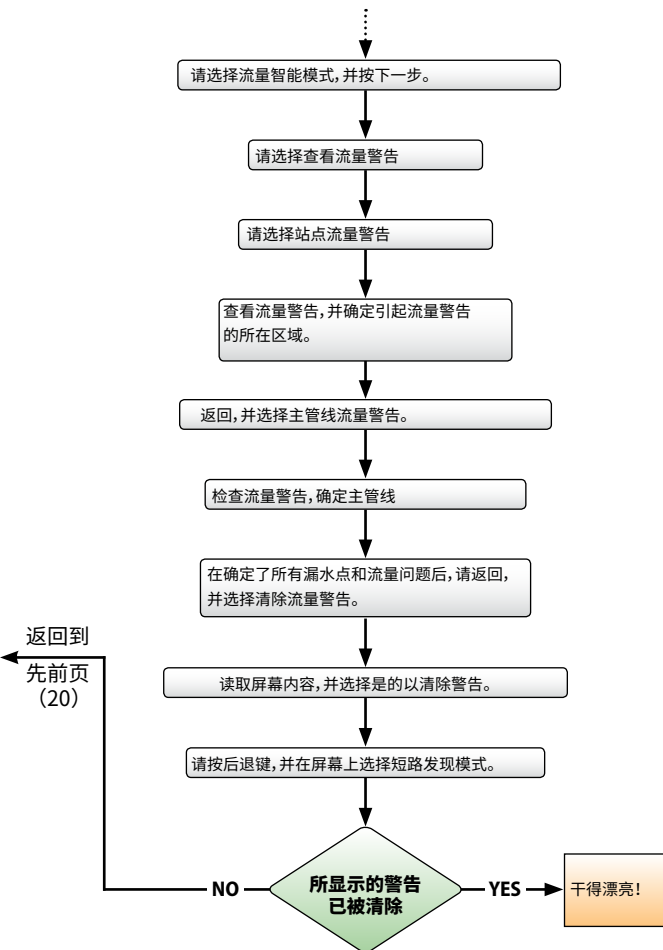 请选择流量智能模式,并按下一步。
请选择查看流量警告
请选择站点流量警告
查看流量警告,并确定引起流量警告
的所在区域。
返回,并选择主管线流量警告。
检查流量警告,确定主管线
在确定了所有漏水点和流量问题后,请返回,
并选择清除流量警告。
返回到
先前页
（20）
读取屏幕内容,并选择是的以清除警告。
请按后退键,并在屏幕上选择短路发现模式。
NO
所显示的警告
已被清除
YES
干得漂亮!